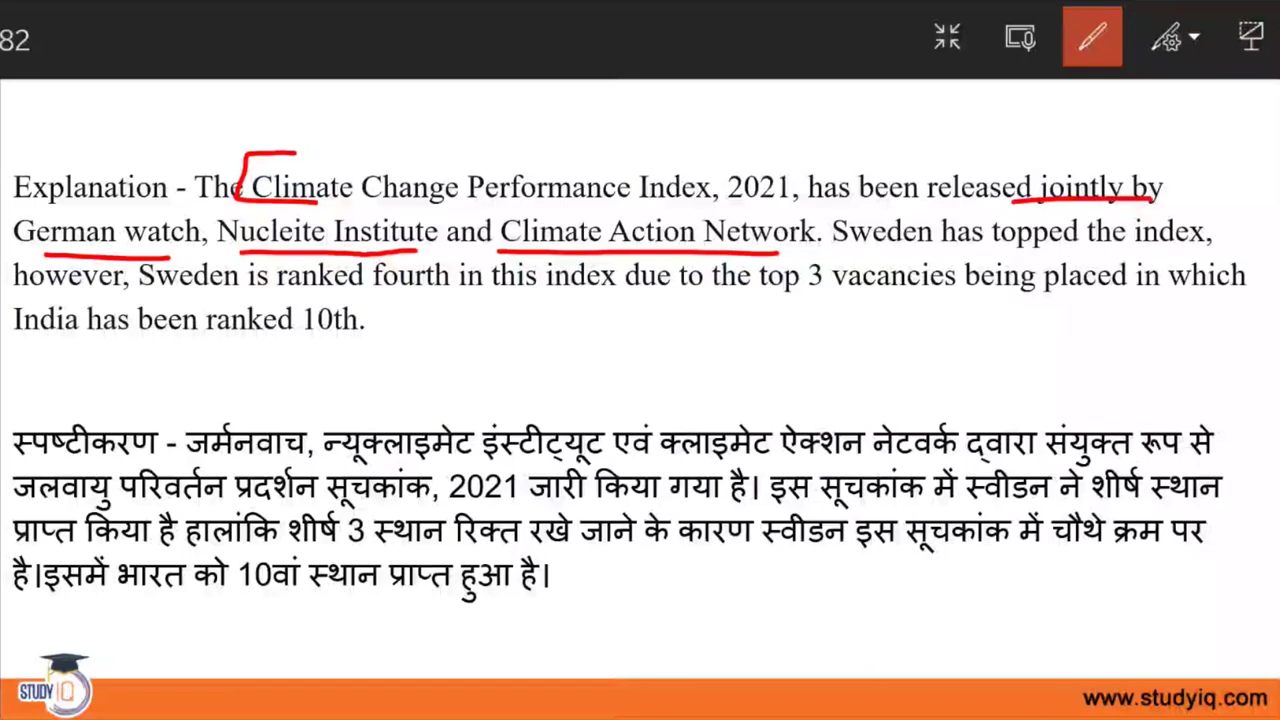 82
Explanation - The Climate Change Performance Index, 2021, has been released jointly by
German watch, Nucleite Institute and Climate Action Network. Sweden has topped the index,
however, Sweden is ranked fourth in this index due to the top 3 vacancies being placed in which
India has been ranked 10th.
स्पष्टीकरण - जर्मनवाच, न्यूक्लाइमेट इंस्टीट्यूट एवं क्लाइमेट ऐक्शन नेटवर्क द्वारा संयुक्त रूप से
जलवायु परिवर्तन प्रदर्शन सूचकांक, 2021 जारी किया गया है। इस सूचकांक में स्वीडन ने शीर्ष स्थान
प्राप्त किया है हालांकि शीर्ष 3 स्थान रिक्त रखे जाने के कारण स्वीडन इस सूचकांक में चौथे क्रम पर
है।इसमें भारत को 10वां स्थान प्राप्त हुआ है।
STUDY IQ
www.studyiq.com